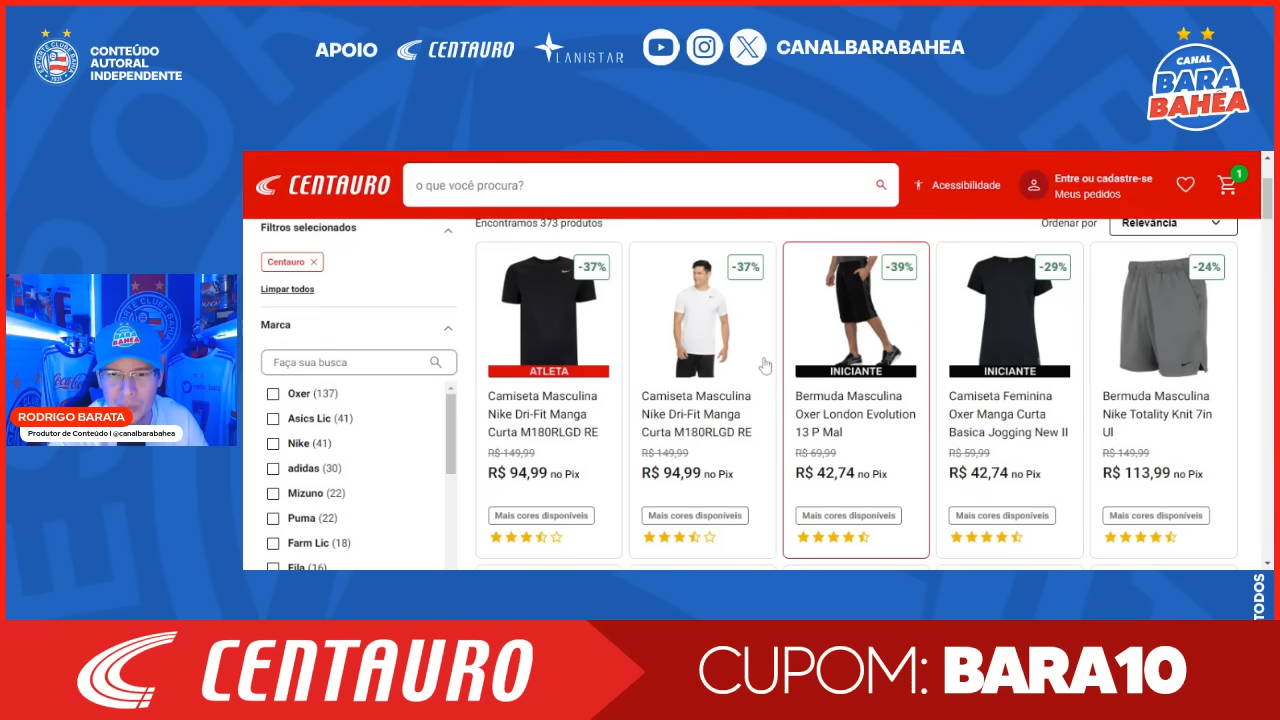 CONTEÚDO
AUTORAL
INDEPENDENTE
APOIO
CENTAURO
LANISTAR
CANALBARABAHEA
CANAL
BARA
BAHÊA
CENTAURO
o que você procura?
Acessibilidade
Entre ou cadastre-se
Meus pedidos
1
Filtros selecionados
Centauro
Limpar todos
Marca
Faça sua busca
Oxer (137)
Asics Lic (41)
Nike (41)
adidas (30)
Mizuno (22)
Puma (22)
Farm Lic (18)
Fila (16)
Encontramos 373 produtos
Ordenar por
Relevância
-37%
ATLETA
Camiseta Masculina
Nike Dri-Fit Manga
Curta M180RLGD RE
R$ 149,99
R$ 94,99 no Pix
Mais cores disponíveis
-37%
Camiseta Masculina
Nike Dri-Fit Manga
Curta M180RLGD RE
R$ 149,99
R$ 94,99 no Pix
Mais cores disponíveis
-39%
INICIANTE
Bermuda Masculina
Oxer London Evolution
13 P Mal
R$ 69,99
R$ 42,74 no Pix
Mais cores disponíveis
-29%
INICIANTE
Camiseta Feminina
Oxer Manga Curta
Basica Jogging New II
R$ 59,99
R$ 42,74 no Pix
Mais cores disponíveis
-24%
Bermuda Masculina
Nike Totality Knit 7in
Ul
R$ 149,99
R$ 113,99 no Pix
Mais cores disponíveis
BARA
BAHÊA
Coca-Cola
RODRIGO BARATA
Produtor de Conteúdo | @canalbarabahea
TODOS
CENTAURO
CUPOM: BARA10